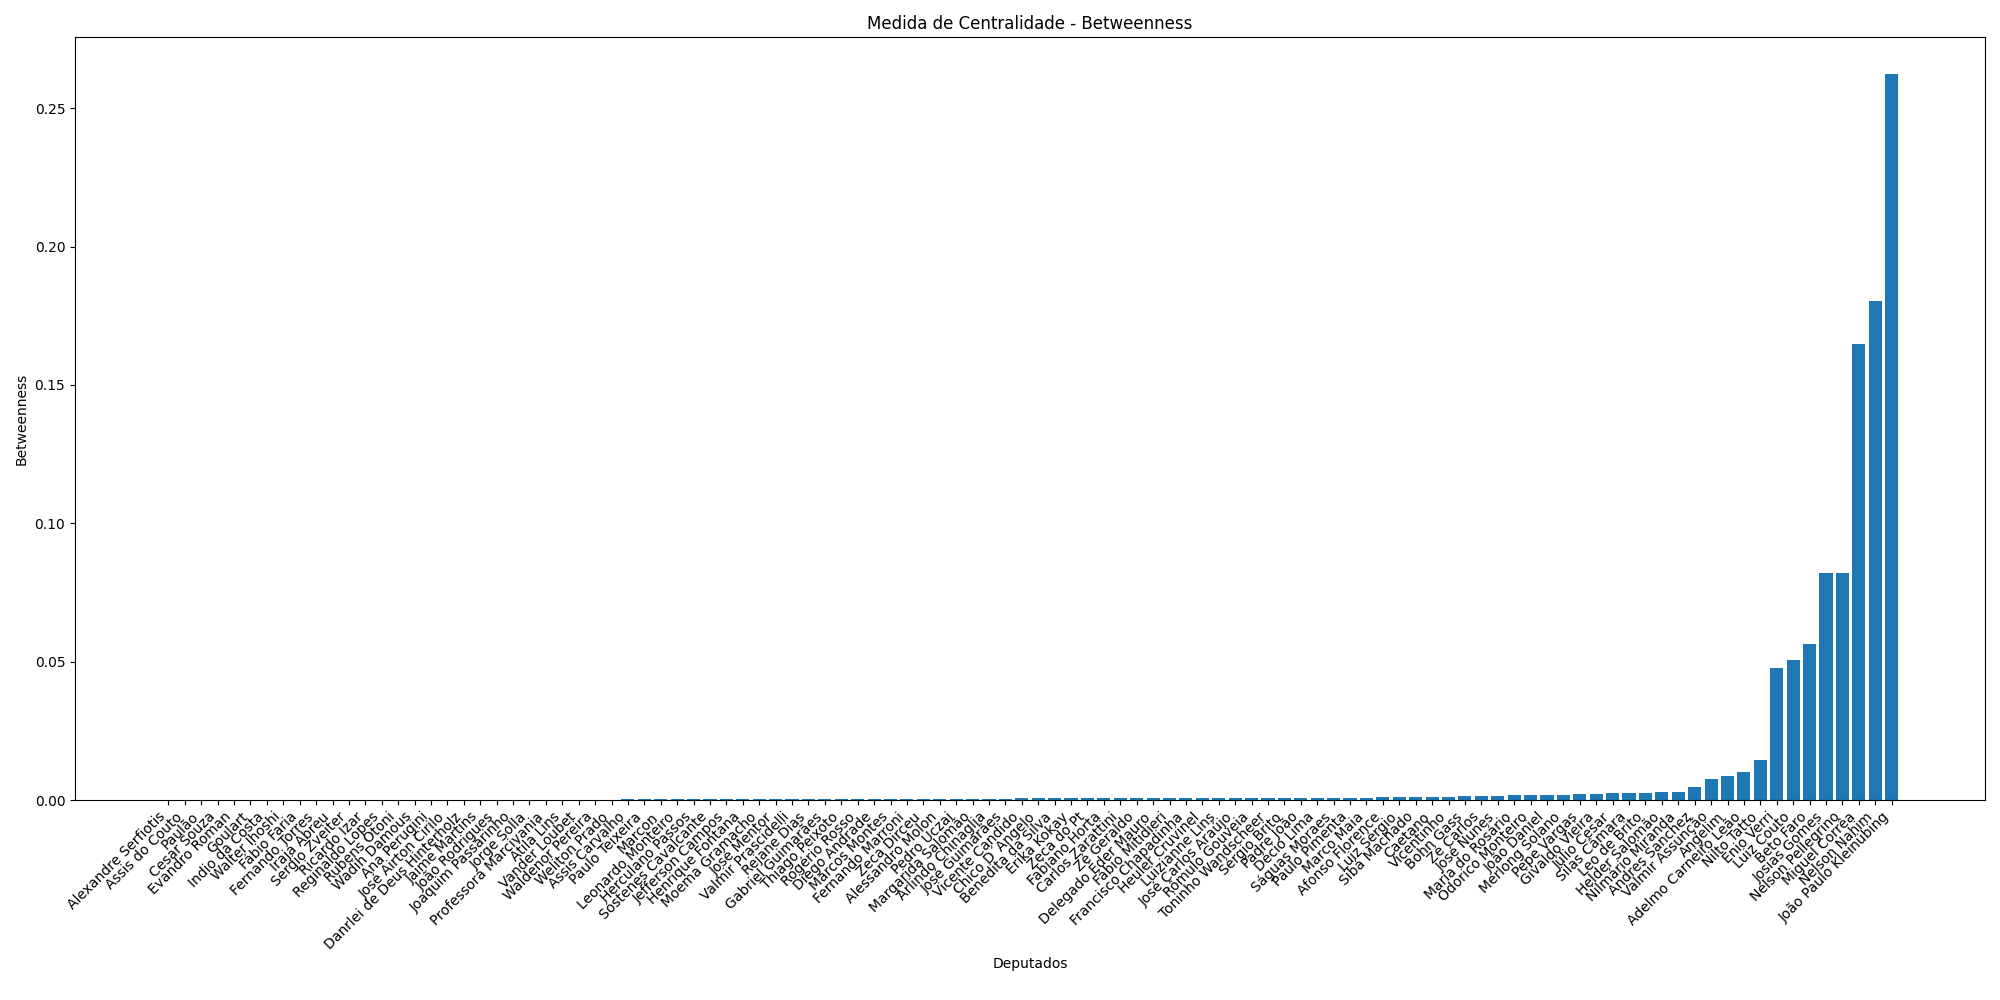 Medida de Centralidade - Betweenness
Betweenness
0.25
0.20
0.15
0.10
0.05
0.00
Alexandre Serfiotis
Assis do Couto
Paulão
Cesar Souza
Evandro Roman
Goulart
Indio da Costa
Walter Ihoshi
Fábio Faria
Fernando Torres
Irajá Abreu
Sergio Zveiter
Ricardo Izar
Reginaldo Lopes
Rubens Otoni
Wadih Damous
Ana Perugini
José Airton Cirilo
Danrlei de Deus Hinterholz
Jaime Martins
João Rodrigues
Joaquim Passarinho
Jorge Solla
Professora Marcivania
Átila Lins
Vander Loubet
Waldenor Pereira
Weliton Prado
Assis Carvalho
Paulo Teixeira
Marcon
Leonardo Monteiro
Herculano Passos
Sóstenes Cavalcante
Jefferson Campos
Henrique Fontana
Moema Gramacho
José Mentor
Valmir Prascidelli
Rejane Dias
Gabriel Guimarães
Thiago Peixoto
Rogério Rosso
Diego Andrade
Marcos Montes
Fernando Marroni
Zeca Dirceu
Alessandro Molon
Pedro Uczai
Margarida Salomão
Arlindo Chinaglia
José Guimarães
Vicente Candido
Chico D'Angelo
Benedita da Silva
Erika Kokay
Zeca do Pt
Fabiano Horta
Carlos Zarattini
Zé Geraldo
Delegado Éder Mauro
Fábio Mitidieri
Francisco Chapadinha
Heuler Cruvinel
Luizianne Lins
José Carlos Araújo
Rômulo Gouveia
Toninho Wandscheer
Sérgio Brito
Padre João
Décio Lima
Ságuas Moraes
Paulo Pimenta
Marco Maia
Afonso Florence
Luiz Sérgio
Sibá Machado
Caetano
Vicentinho
Bohn Gass
Zé Carlos
José Nunes
Maria do Rosário
Odorico Monteiro
João Daniel
Merlong Solano
Pepe Vargas
Givaldo Vieira
Júlio Cesar
Silas Câmara
Leo de Brito
Helder Salomão
Nilmário Miranda
Andres Sanchez
Valmir Assunção
Angelim
Adelmo Carneiro Leão
Nilto Tatto
Enio Verri
Luiz Couto
Beto Faro
Josias Gomes
Nelson Pellegrino
Miguel Corrêa
Nelson Nahim
João Paulo Kleinübing
Deputados